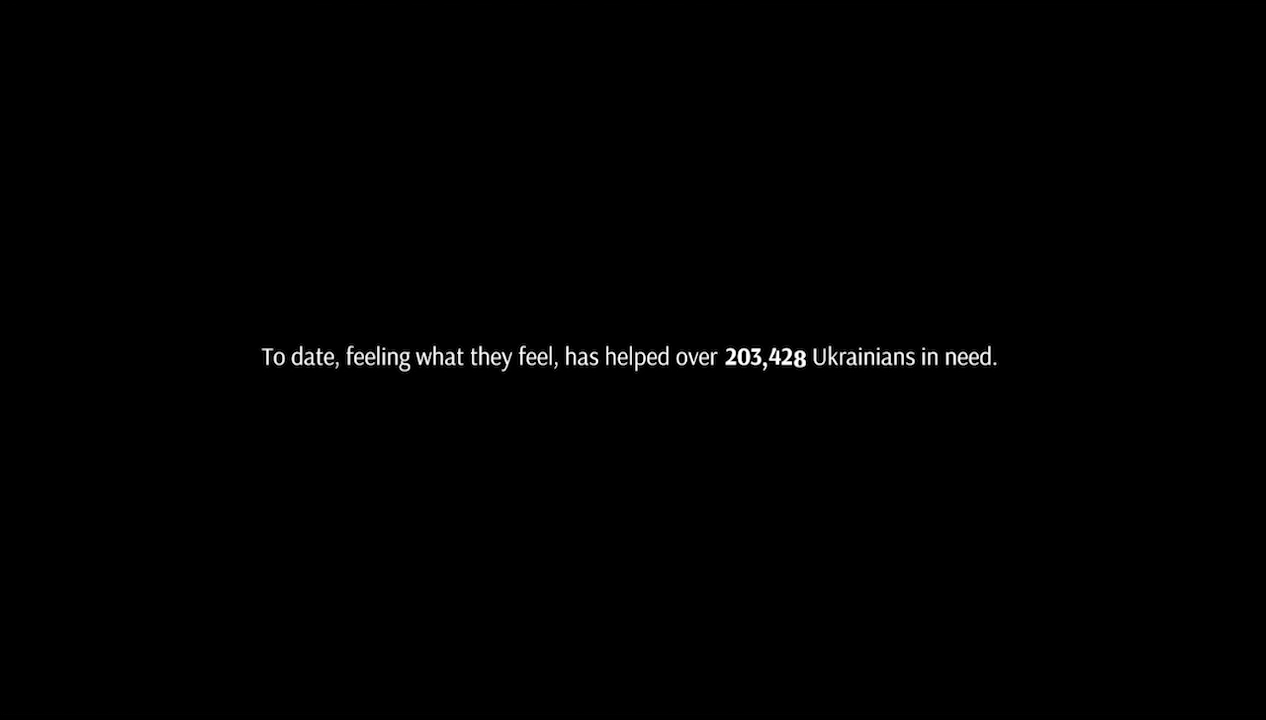 To date, feeling what they feel, has helped over 203,428 Ukrainians in need.